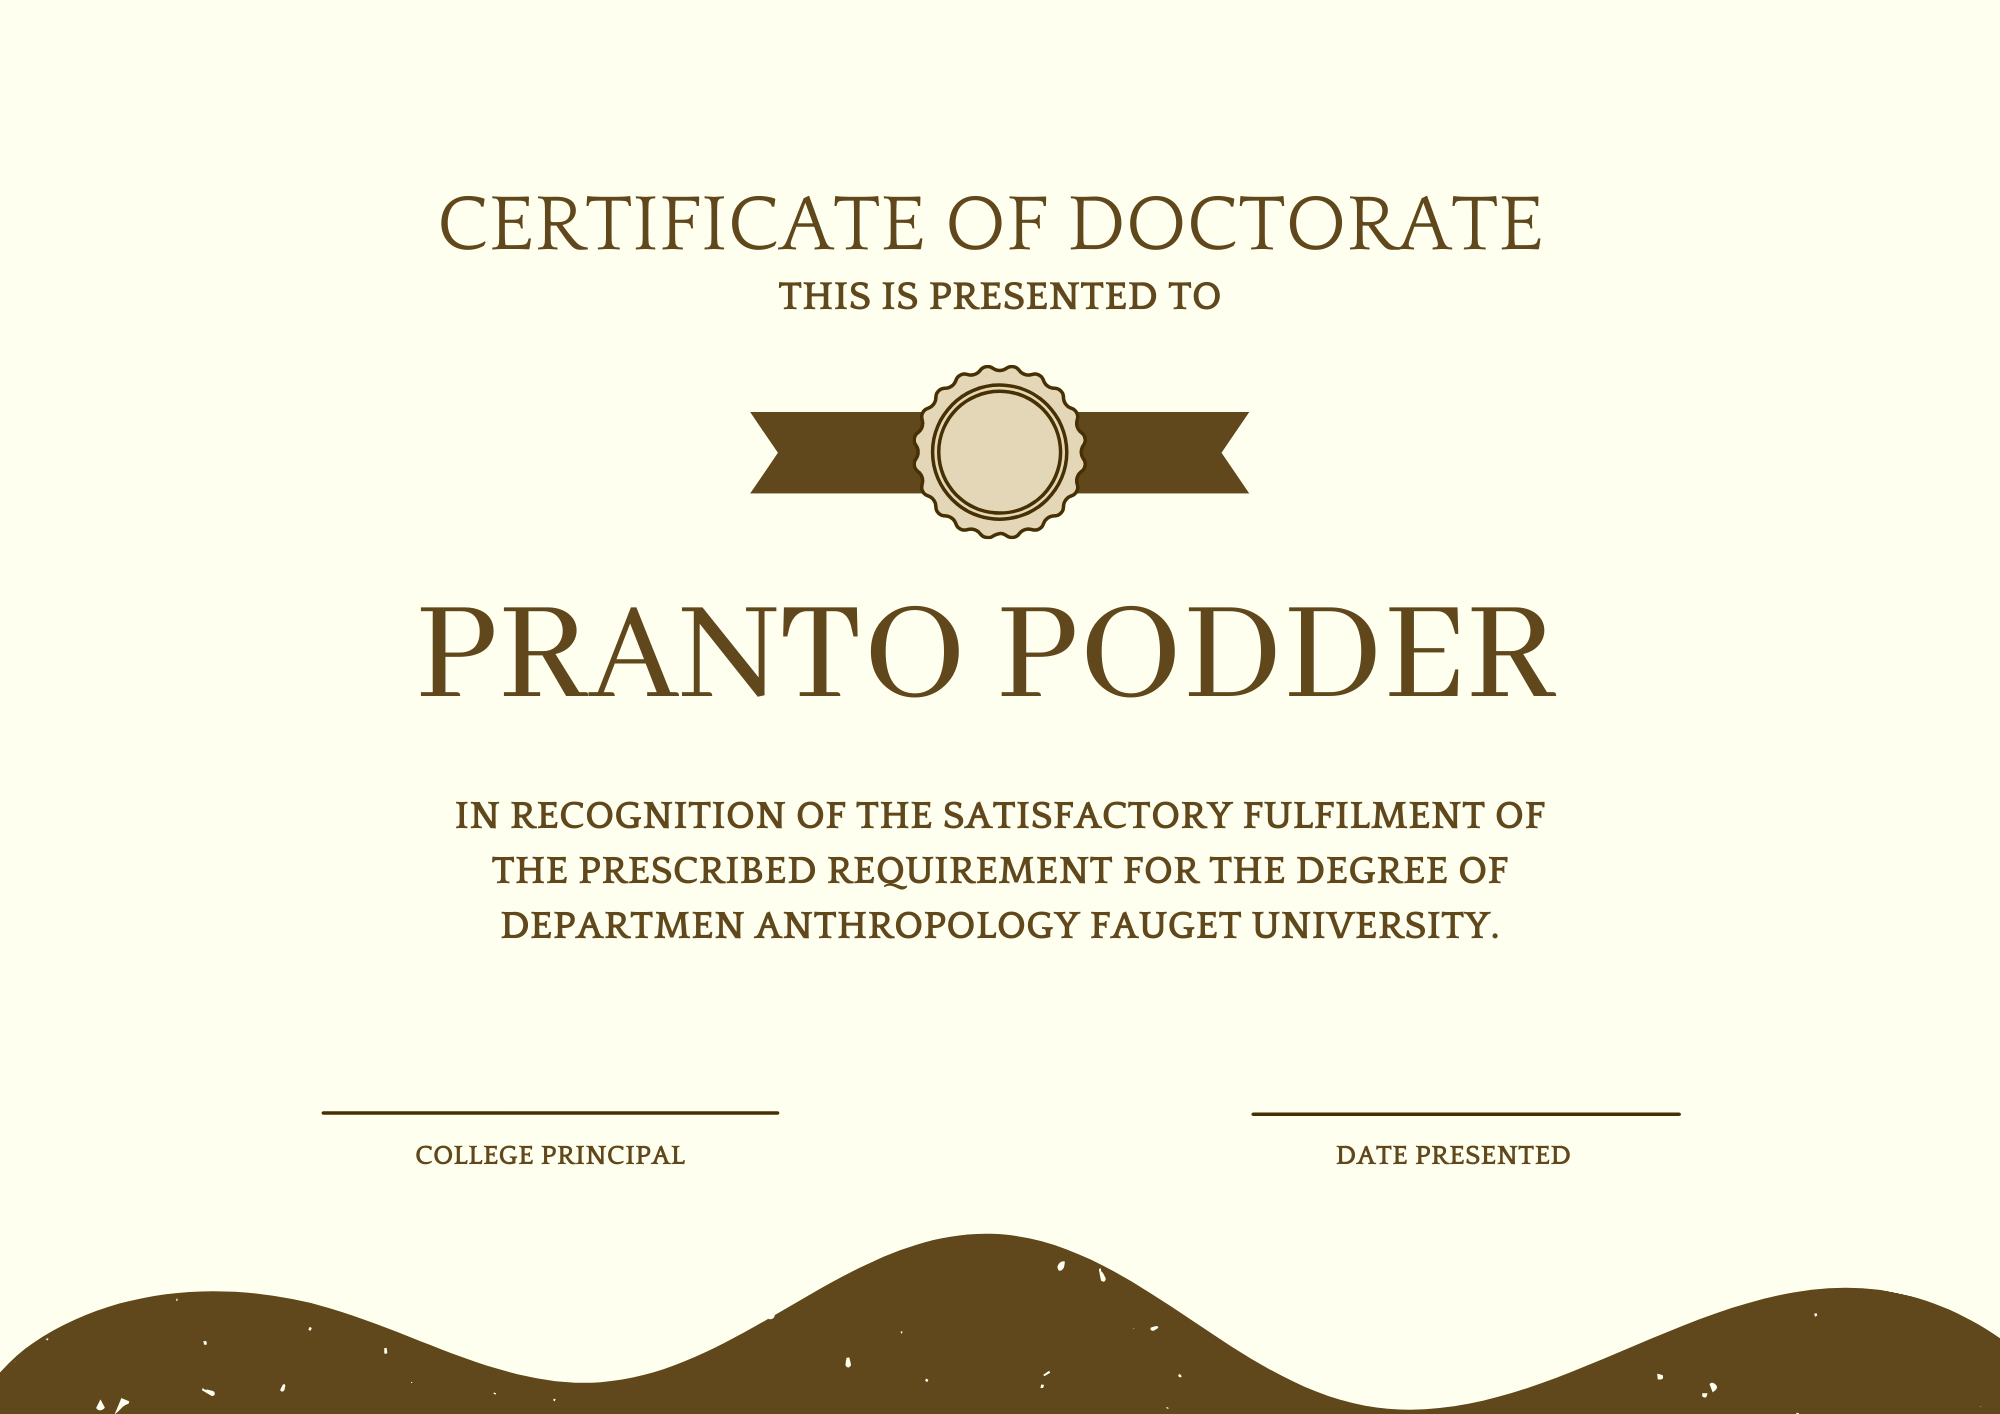 CERTIFICATE OF DOCTORATE
THIS IS PRESENTED TO
PRANTO PODDER
IN RECOGNITION OF THE SATISFACTORY FULFILMENT OF
THE PRESCRIBED REQUIREMENT FOR THE DEGREE OF
DEPARTMEN ANTHROPOLOGY FAUGET UNIVERSITY.
COLLEGE PRINCIPAL
DATE PRESENTED